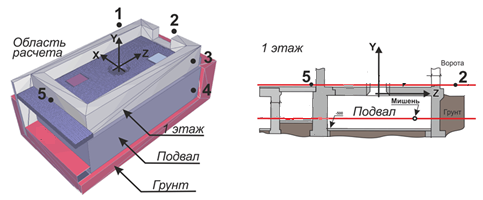 1
2
Область
расчета
Y
X
Z
3
4
5
1 этаж
Подвал
Грунт
1 этаж
Y
Ворота
5
2
Z
Мишень
Подвал
Грунт